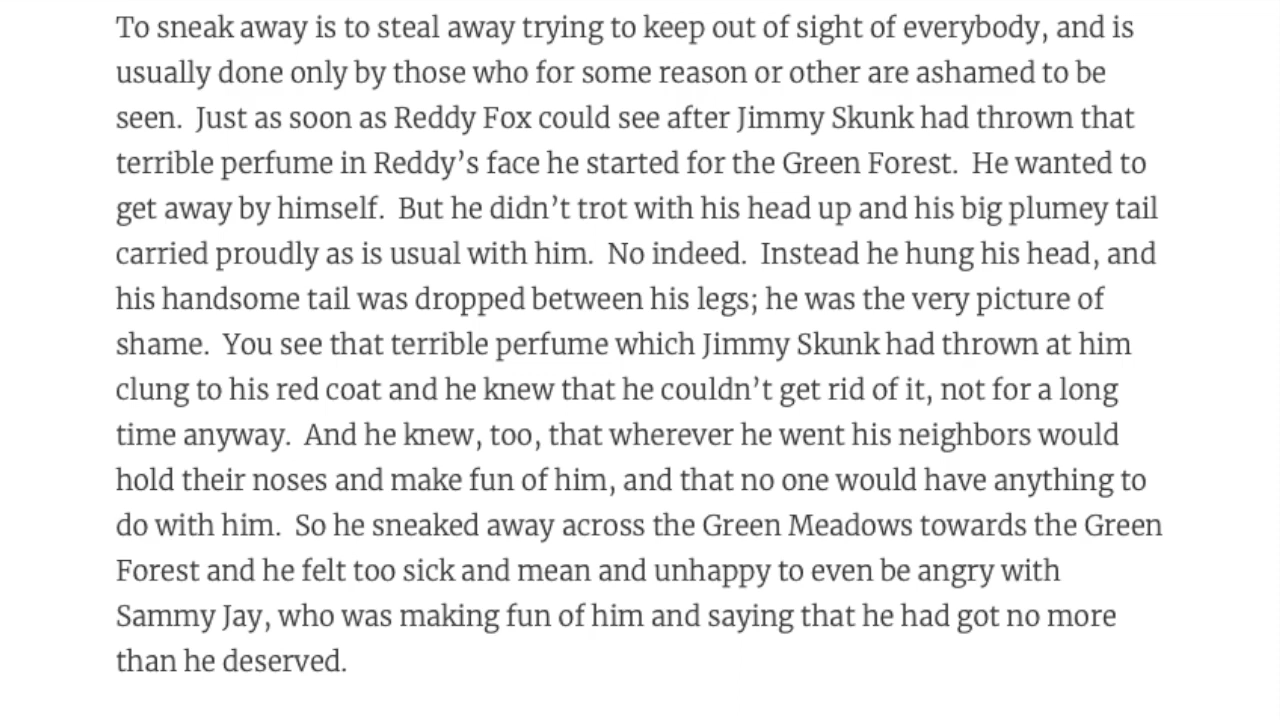 To sneak away is to steal away trying to keep out of sight of everybody, and is
usually done only by those who for some reason or other are ashamed to be
seen.  Just as soon as Reddy Fox could see after Jimmy Skunk had thrown that
terrible perfume in Reddy’s face he started for the Green Forest.  He wanted to
get away by himself.  But he didn’t trot with his head up and his big plumey tail
carried proudly as is usual with him.  No indeed.  Instead he hung his head, and
his handsome tail was dropped between his legs; he was the very picture of
shame.  You see that terrible perfume which Jimmy Skunk had thrown at him
clung to his red coat and he knew that he couldn’t get rid of it, not for a long
time anyway.  And he knew, too, that wherever he went his neighbors would
hold their noses and make fun of him, and that no one would have anything to
do with him.  So he sneaked away across the Green Meadows towards the Green
Forest and he felt too sick and mean and unhappy to even be angry with
Sammy Jay, who was making fun of him and saying that he had got no more
than he deserved.